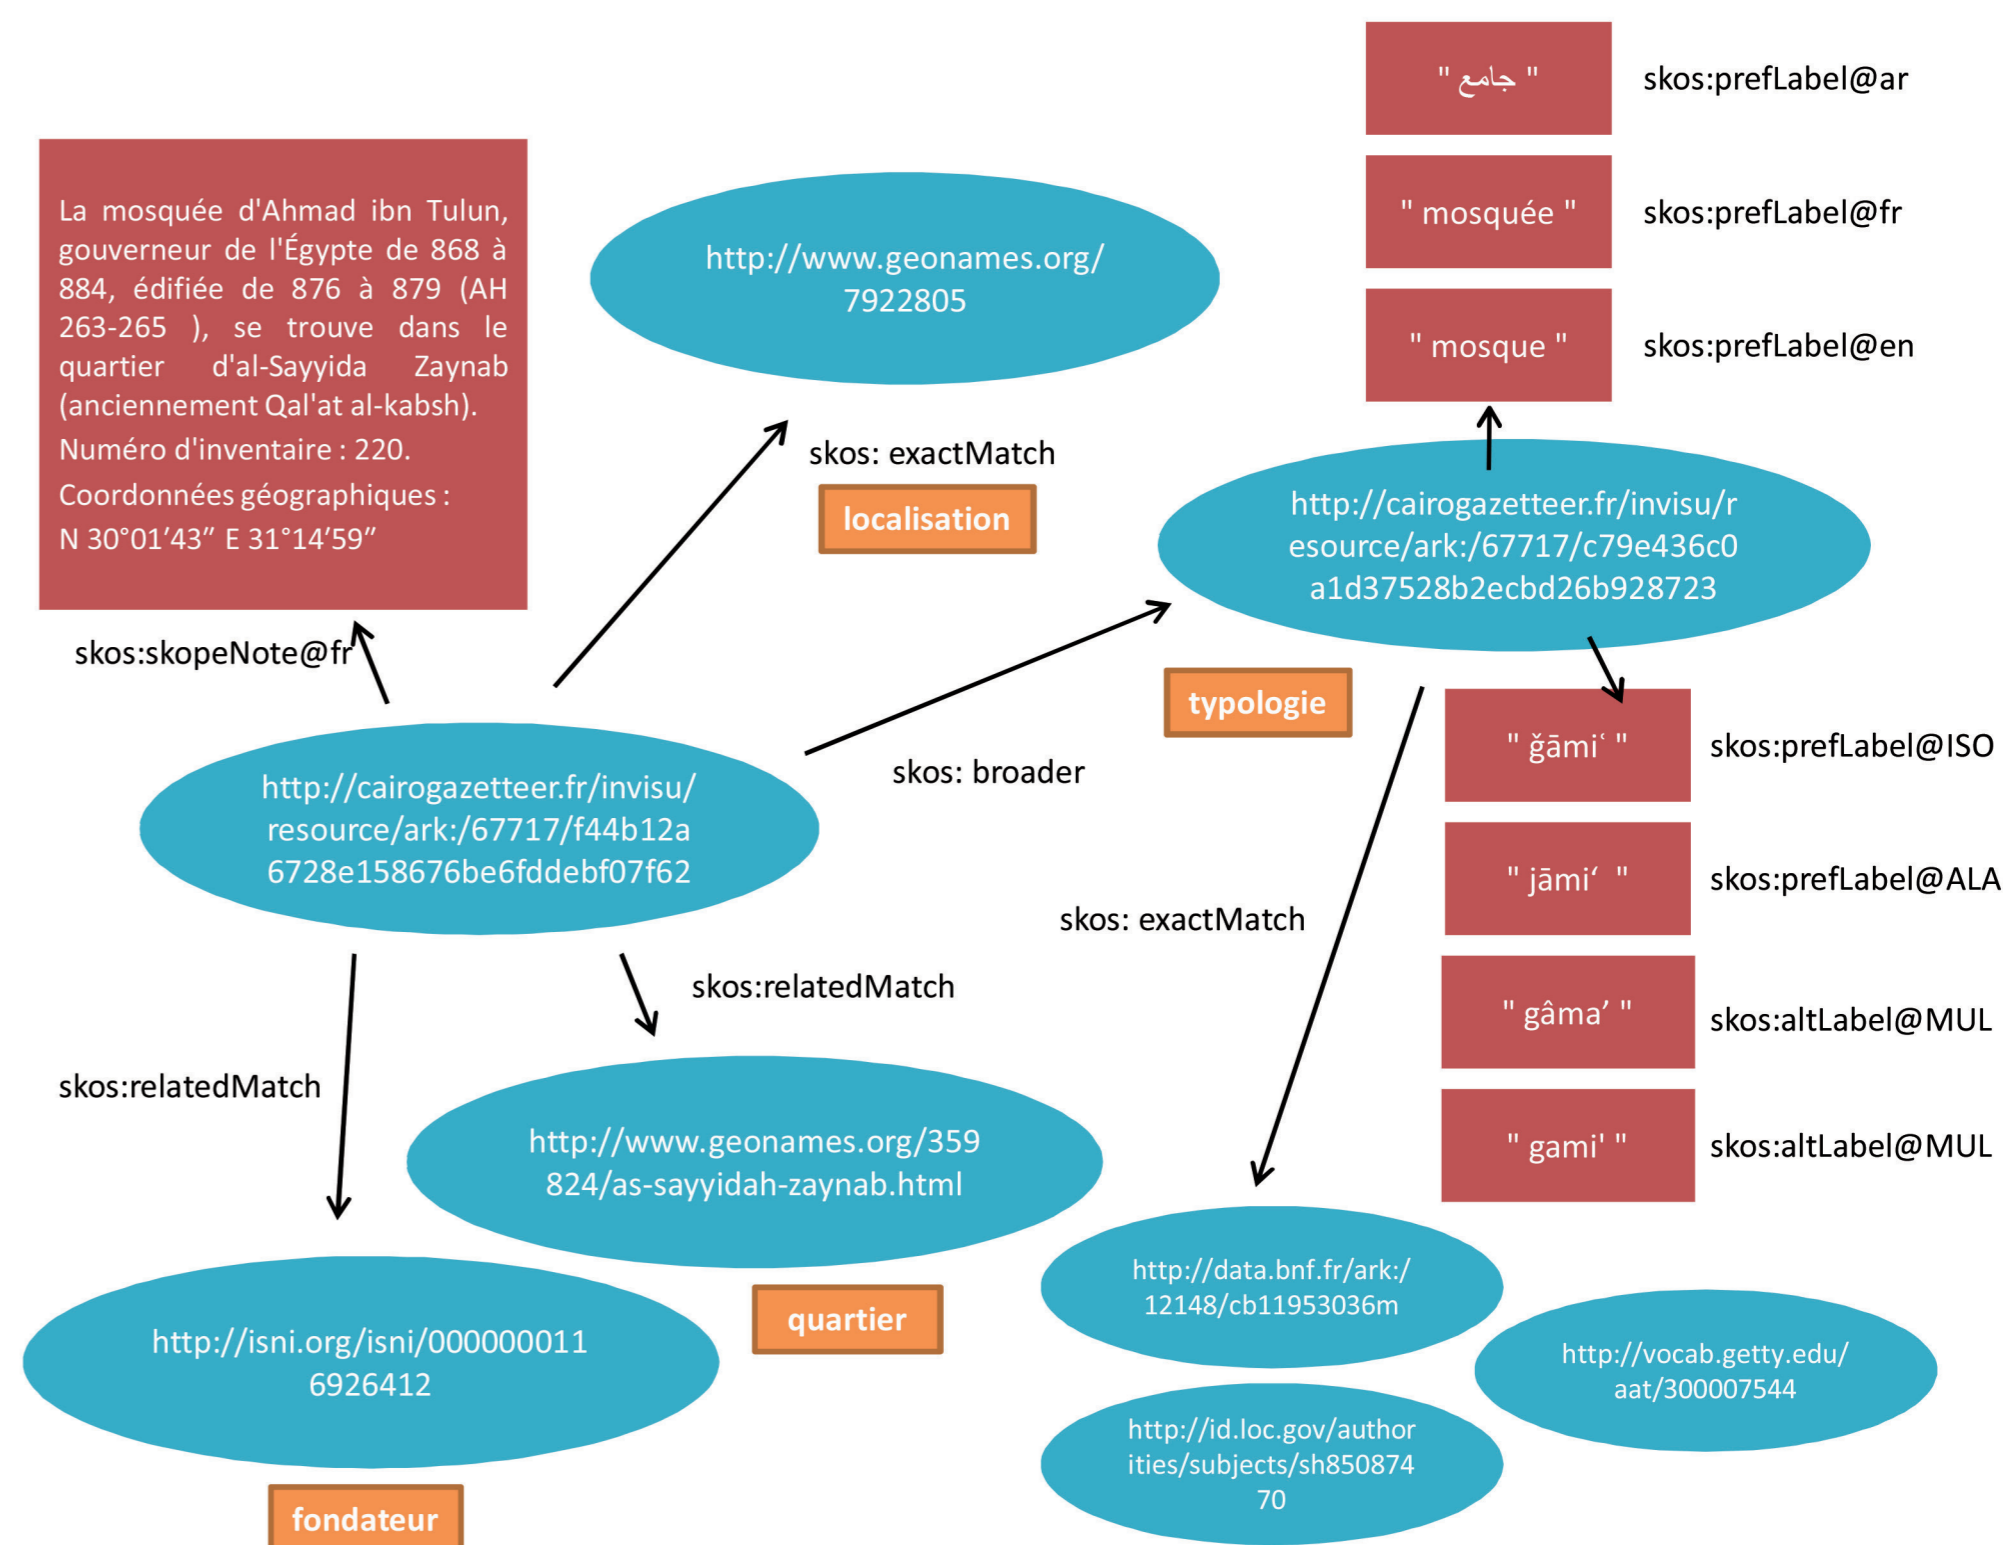 " جامع "
skos:prefLabel@ar
" mosquée "
skos:prefLabel@fr
" mosque "
skos:prefLabel@en
La mosquée d'Ahmad ibn Tulun,
gouverneur de l'Égypte de 868 à
884, édifiée de 876 à 879 (AH
263-265 ), se trouve dans le
quartier d'al-Sayyida Zaynab
(anciennement Qal'at al-kabsh).
Numéro d'inventaire : 220.
Coordonnées géographiques :
N 30°01′43″ E 31°14′59″
skos:skopeNote@fr
http://www.geonames.org/
7922805
skos: exactMatch
localisation
http://cairogazetteer.fr/invisu/r
esource/ark:/67717/c79e436c0
a1d37528b2ecbd26b928723
typologie
skos: broader
http://cairogazetteer.fr/invisu/
resource/ark:/67717/f44b12a
6728e158676be6fddebf07f62
" ǧāmiʿ "
skos:prefLabel@ISO
" jāmiʻ "
skos:prefLabel@ALA
" gâma’ "
skos:altLabel@MUL
" gami' "
skos:altLabel@MUL
skos: exactMatch
skos:relatedMatch
skos:relatedMatch
http://www.geonames.org/359
824/as-sayyidah-zaynab.html
quartier
http://isni.org/isni/000000011
6926412
fondateur
http://data.bnf.fr/ark:/
12148/cb11953036m
http://vocab.getty.edu/
aat/300007544
http://id.loc.gov/author
ities/subjects/sh850874
70